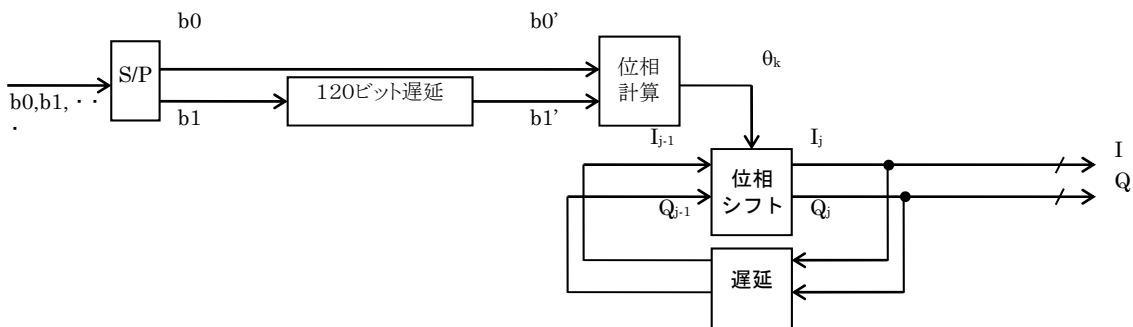 b0
b0’
S/P
位相
計算
θk
b0,b1,・・
・
120ビット遅延
b1
b1’
Ij-1
Ij
I
位相
シフト
Q
Qj-1
Qj
遅延